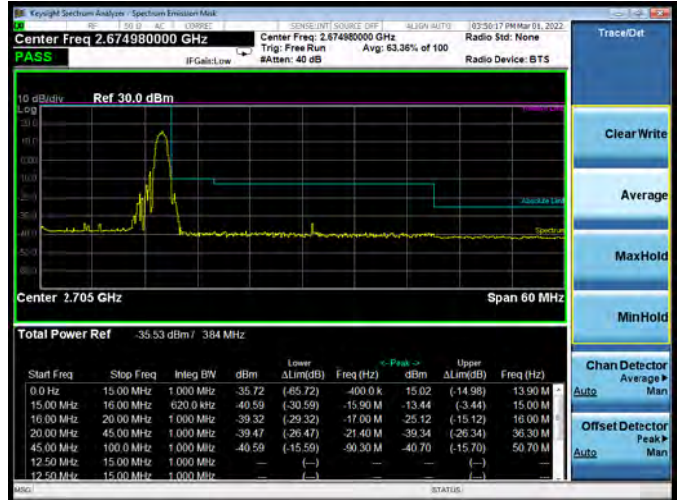 Keysight Spectrum Analyzer - Spectrum Emission Mask
RF 50 Ω AC CORREC SENSE:INT SOURCE OFF ALIGN AUTO 03:50:17 PM Mar 01, 2022
Center Freq 2.674980000 GHz
Center Freq: 2.674980000 GHz
Radio Std: None
Trig: Free Run Avg: 63.36% of 100
PASS
IFGain:Low
#Atten: 40 dB
Radio Device: BTS
Trace/Det
10 dB/div Ref 30.0 dBm
Log
Clear Write
Absolute Limit
Average
Spectrum
MaxHold
Center 2.705 GHz Span 60 MHz
MinHold
Total Power Ref -35.53 dBm / 3.84 MHz
Lower <-Peak -> Upper
Start Freq Stop Freq Integ BW dBm ΔLim(dB) Freq (Hz) dBm ΔLim(dB) Freq (Hz)
0.0 Hz 15.00 MHz 1.000 MHz -35.72 (-65.72) -400.0 k 15.02 (-14.98) 13.90 M
15.00 MHz 16.00 MHz 620.0 kHz -40.59 (-30.59) -15.90 M -13.44 (-3.44) 15.00 M
16.00 MHz 20.00 MHz 1.000 MHz -39.32 (-29.32) -17.00 M -25.12 (-15.12) 16.00 M
20.00 MHz 45.00 MHz 1.000 MHz -39.47 (-26.47) -21.40 M -39.34 (-26.34) 36.30 M
45.00 MHz 100.0 MHz 1.000 MHz -40.59 (-15.59) -90.30 M -40.70 (-15.70) 50.70 M
12.50 MHz 15.00 MHz 1.000 MHz --- (---) --- --- (---) ---
12.50 MHz 15.00 MHz 1.000 MHz --- (---) --- --- (---) ---
Chan Detector
Average
Auto Man
Offset Detector
Peak
Auto Man
MSG STATUS